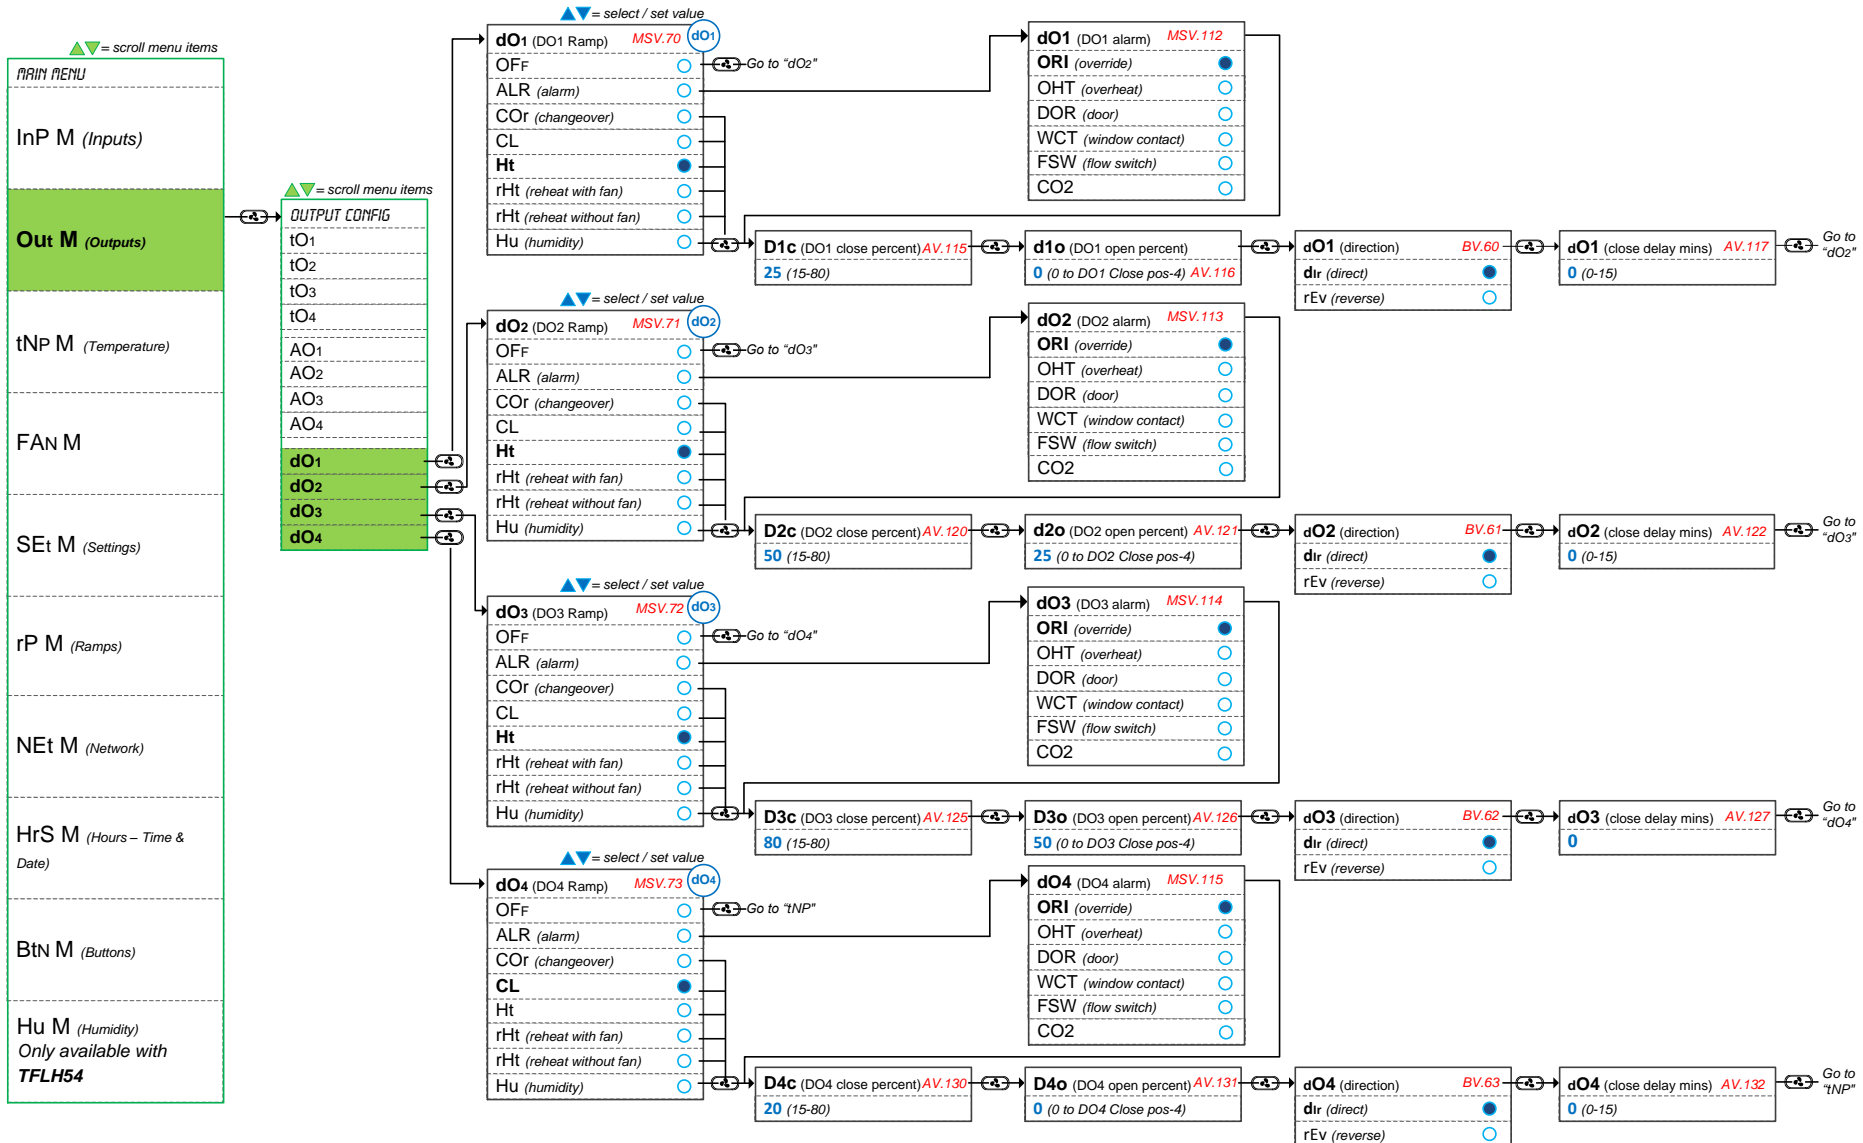 = scroll menu items
MAIN MENU
InP M (Inputs)
Out M (Outputs)
tNP M (Temperature)
FAN M
SEt M (Settings)
rP M (Ramps)
NEt M (Network)
HrS M (Hours – Time &
Date)
BtN M (Buttons)
Hu M (Humidity)
Only available with
TFLH54
= scroll menu items
OUTPUT CONFIG
tO1
tO2
tO3
tO4
AO1
AO2
AO3
AO4
dO1
dO2
dO3
dO4
= select / set value
dO1 (DO1 Ramp) MSV.70 dO1
OFF
Go to “dO2”
ALR (alarm)
COr (changeover)
CL
Ht
rHt (reheat with fan)
rHt (reheat without fan)
Hu (humidity)
dO1 (DO1 alarm) MSV.112
ORI (override)
OHT (overheat)
DOR (door)
WCT (window contact)
FSW (flow switch)
CO2
D1c (DO1 close percent) AV.115
25 (15-80)
d1o (DO1 open percent)
0 (0 to DO1 Close pos-4) AV.116
dO1 (direction) BV.60
dIr (direct)
rEv (reverse)
dO1 (close delay mins) AV.117
0 (0-15)
Go to
“dO2”
= select / set value
dO2 (DO2 Ramp) MSV.71 dO2
OFF
Go to “dO3”
ALR (alarm)
COr (changeover)
CL
Ht
rHt (reheat with fan)
rHt (reheat without fan)
Hu (humidity)
dO2 (DO2 alarm) MSV.113
ORI (override)
OHT (overheat)
DOR (door)
WCT (window contact)
FSW (flow switch)
CO2
D2c (DO2 close percent) AV.120
50 (15-80)
d2o (DO2 open percent) AV.121
25 (0 to DO2 Close pos-4)
dO2 (direction) BV.61
dIr (direct)
rEv (reverse)
dO2 (close delay mins) AV.122
0 (0-15)
Go to
“dO3”
= select / set value
dO3 (DO3 Ramp) MSV.72 dO3
OFF
Go to “dO4”
ALR (alarm)
COr (changeover)
CL
Ht
rHt (reheat with fan)
rHt (reheat without fan)
Hu (humidity)
dO3 (DO3 alarm) MSV.114
ORI (override)
OHT (overheat)
DOR (door)
WCT (window contact)
FSW (flow switch)
CO2
D3c (DO3 close percent) AV.125
80 (15-80)
D3o (DO3 open percent) AV.126
50 (0 to DO3 Close pos-4)
dO3 (direction) BV.62
dIr (direct)
rEv (reverse)
dO3 (close delay mins) AV.127
0
Go to
“dO4”
= select / set value
dO4 (DO4 Ramp) MSV.73 dO4
OFF
Go to “tNP”
ALR (alarm)
COr (changeover)
CL
Ht
rHt (reheat with fan)
rHt (reheat without fan)
Hu (humidity)
dO4 (DO4 alarm) MSV.115
ORI (override)
OHT (overheat)
DOR (door)
WCT (window contact)
FSW (flow switch)
CO2
D4c (DO4 close percent) AV.130
20 (15-80)
D4o (DO4 open percent) AV.131
0 (0 to DO4 Close pos-4)
dO4 (direction) BV.63
dIr (direct)
rEv (reverse)
dO4 (close delay mins) AV.132
0 (0-15)
Go to
“tNP”